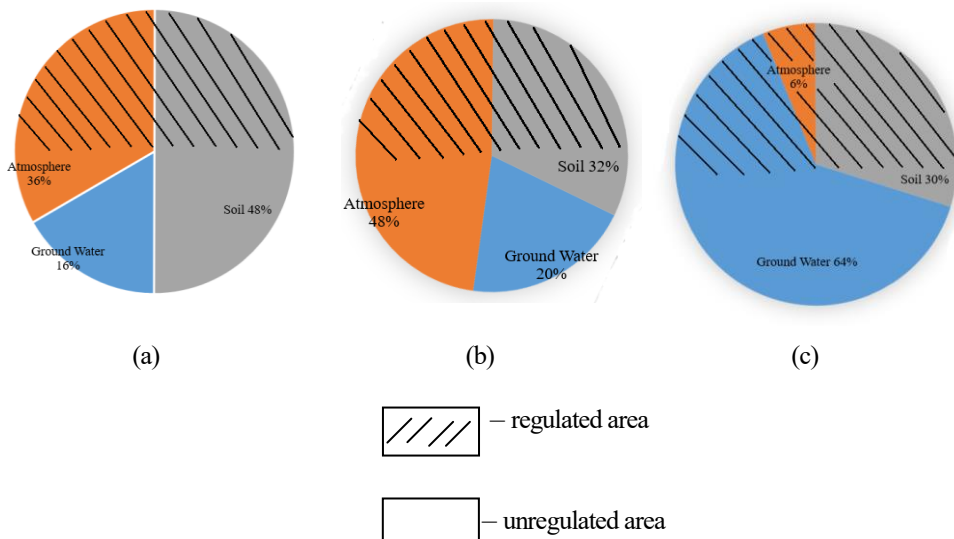 Atmosphere
36%
Soil 48%
Ground Water
16%
Soil 32%
Atmosphere
48%
Ground Water
20%
Atmosphere
6%
Soil 30%
Ground Water 64%
(a)
(b)
(c)
– regulated area
– unregulated area